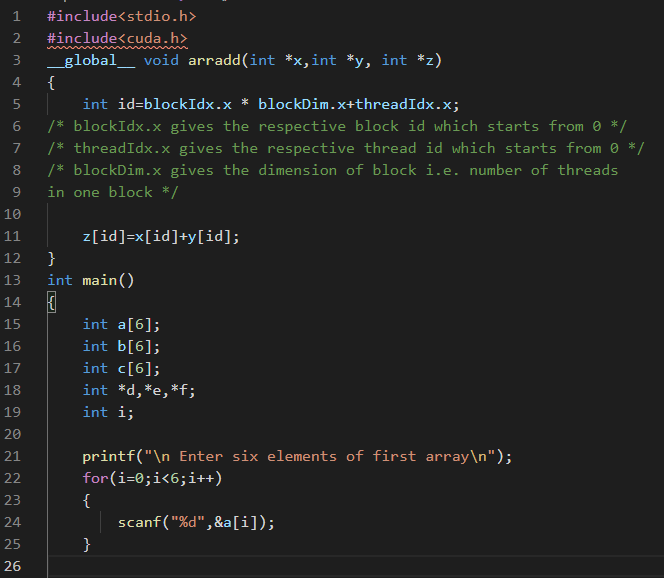 1 #include<stdio.h>
2 #include<cuda.h>
3 __global__ void arradd(int *x,int *y, int *z)
4 {
5     int id=blockIdx.x * blockDim.x+threadIdx.x;
6 /* blockIdx.x gives the respective block id which starts from 0 */
7 /* threadIdx.x gives the respective thread id which starts from 0 */
8 /* blockDim.x gives the dimension of block i.e. number of threads
9 in one block */
10
11     z[id]=x[id]+y[id];
12 }
13 int main()
14 {
15     int a[6];
16     int b[6];
17     int c[6];
18     int *d,*e,*f;
19     int i;
20
21     printf("\n Enter six elements of first array\n");
22     for(i=0;i<6;i++)
23     {
24         scanf("%d",&a[i]);
25     }
26